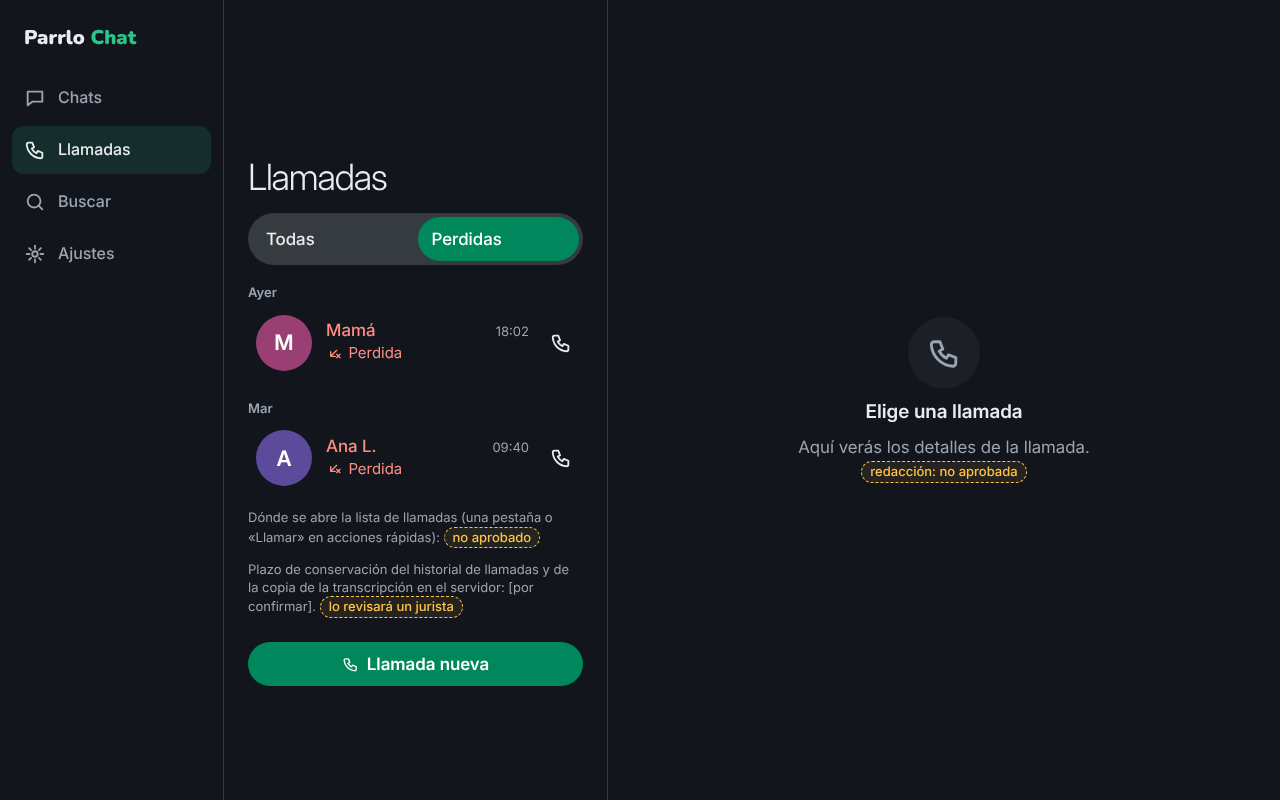 Parrlo Chat
Chats
Llamadas
Buscar
Ajustes
Llamadas
Todas
Perdidas
Ayer
M
Mamá
18:02
Perdida
Mar
A
Ana L.
09:40
Perdida
Dónde se abre la lista de llamadas (una pestaña o
«Llamar» en acciones rápidas): no aprobado
Plazo de conservación del historial de llamadas y de
la copia de la transcripción en el servidor: [por
confirmar]. lo revisará un jurista
Llamada nueva
Elige una llamada
Aquí verás los detalles de la llamada.
redacción: no aprobada